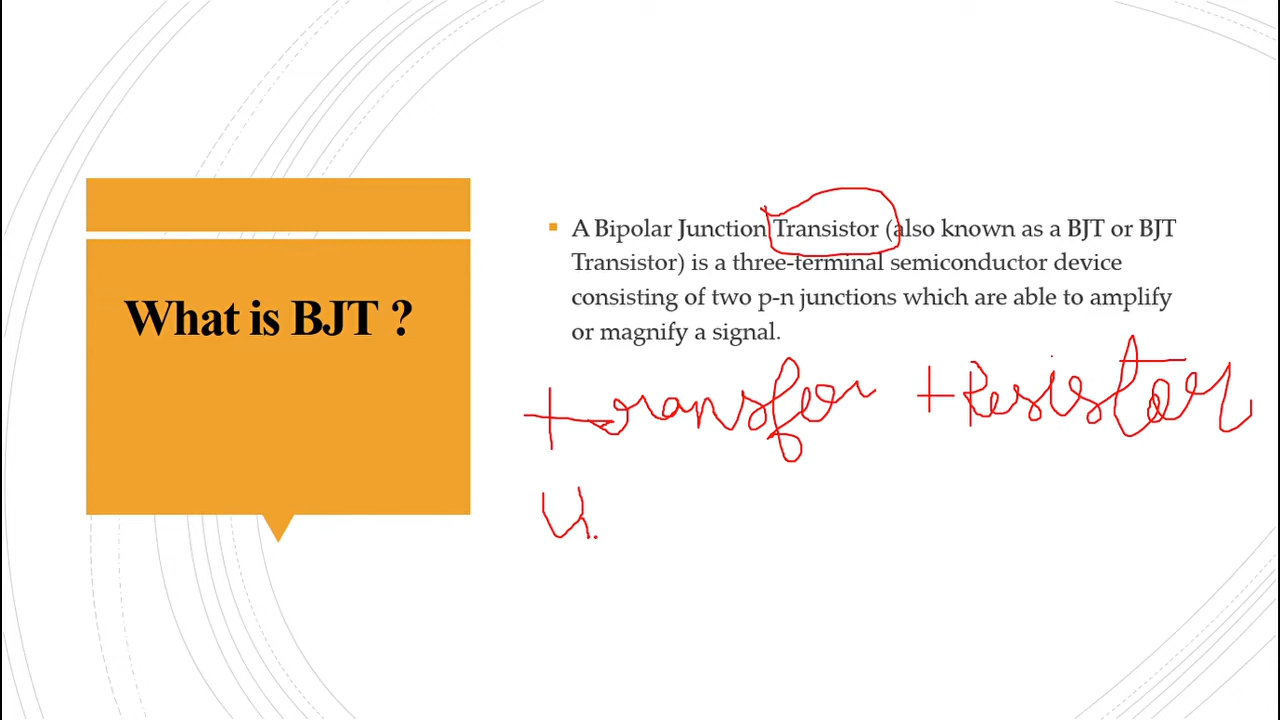 What is BJT ?
A Bipolar Junction Transistor (also known as a BJT or BJT
Transistor) is a three-terminal semiconductor device
consisting of two p-n junctions which are able to amplify
or magnify a signal.
transfer + Resistor